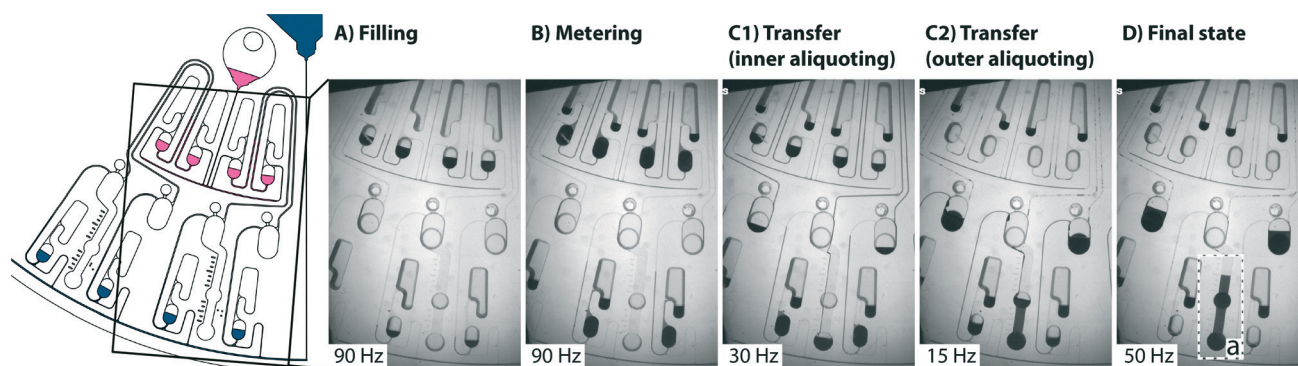 A) Filling
B) Metering
C1) Transfer
(inner aliquoting)
C2) Transfer
(outer aliquoting)
D) Final state
s
s
s
90 Hz
90 Hz
30 Hz
15 Hz
50 Hz
a